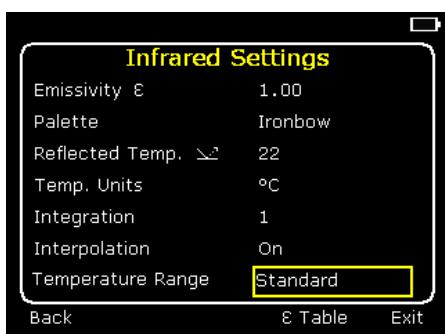 Infrared Settings
Emissivity ε 1.00
Palette Ironbow
Reflected Temp. 22
Temp. Units °C
Integration 1
Interpolation On
Temperature Range Standard
Back ε Table Exit